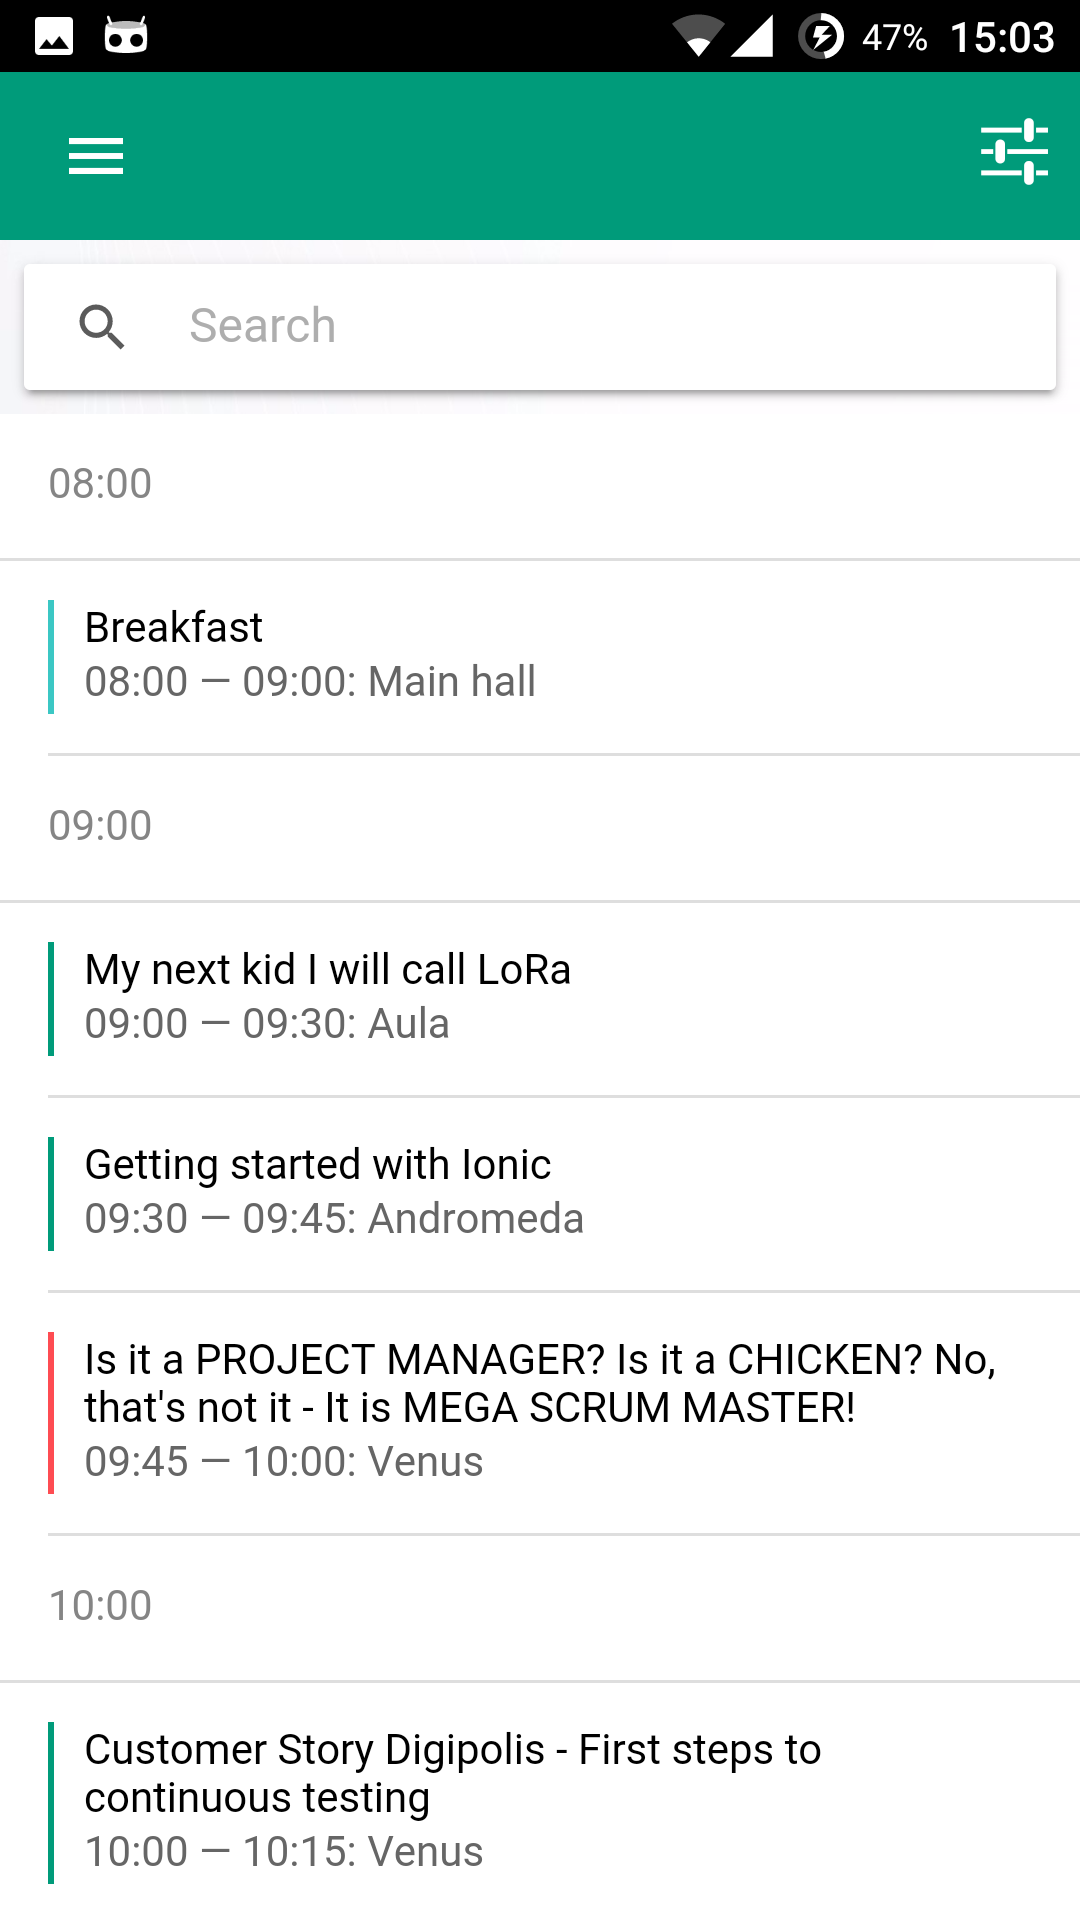 47% 15:03
Search
08:00
Breakfast
08:00 — 09:00: Main hall
09:00
My next kid I will call LoRa
09:00 — 09:30: Aula
Getting started with Ionic
09:30 — 09:45: Andromeda
Is it a PROJECT MANAGER? Is it a CHICKEN? No,
that's not it - It is MEGA SCRUM MASTER!
09:45 — 10:00: Venus
10:00
Customer Story Digipolis - First steps to
continuous testing
10:00 — 10:15: Venus